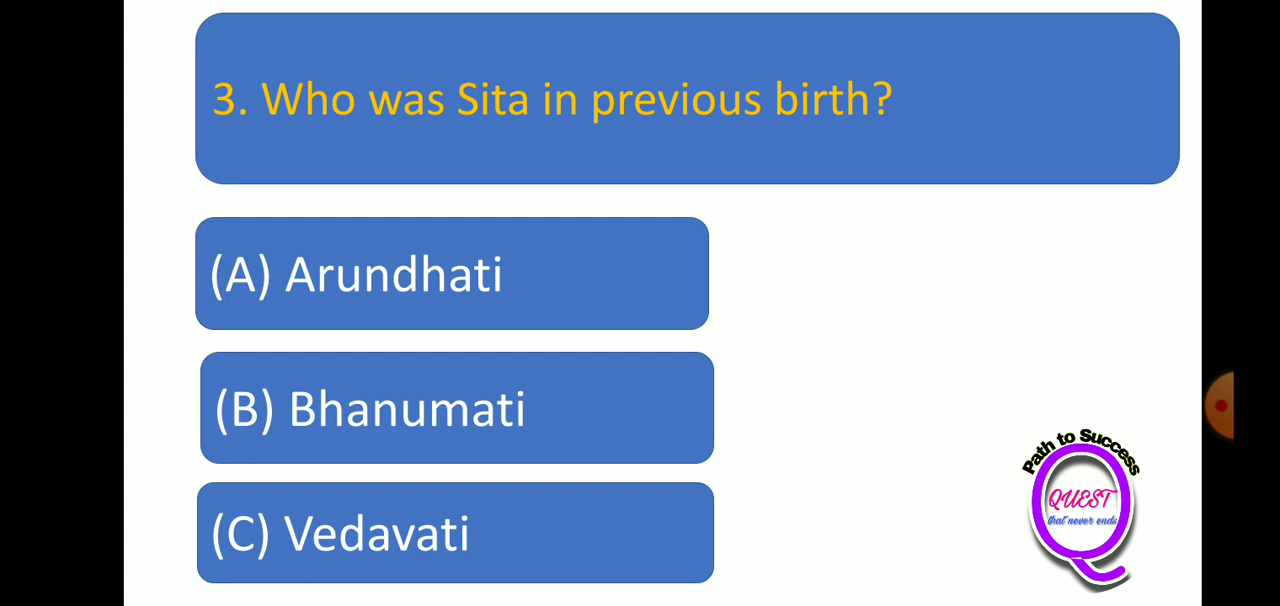 3. Who was Sita in previous birth?
(A) Arundhati
(B) Bhanumati
(C) Vedavati
Path to Success
QUEST
that never ends